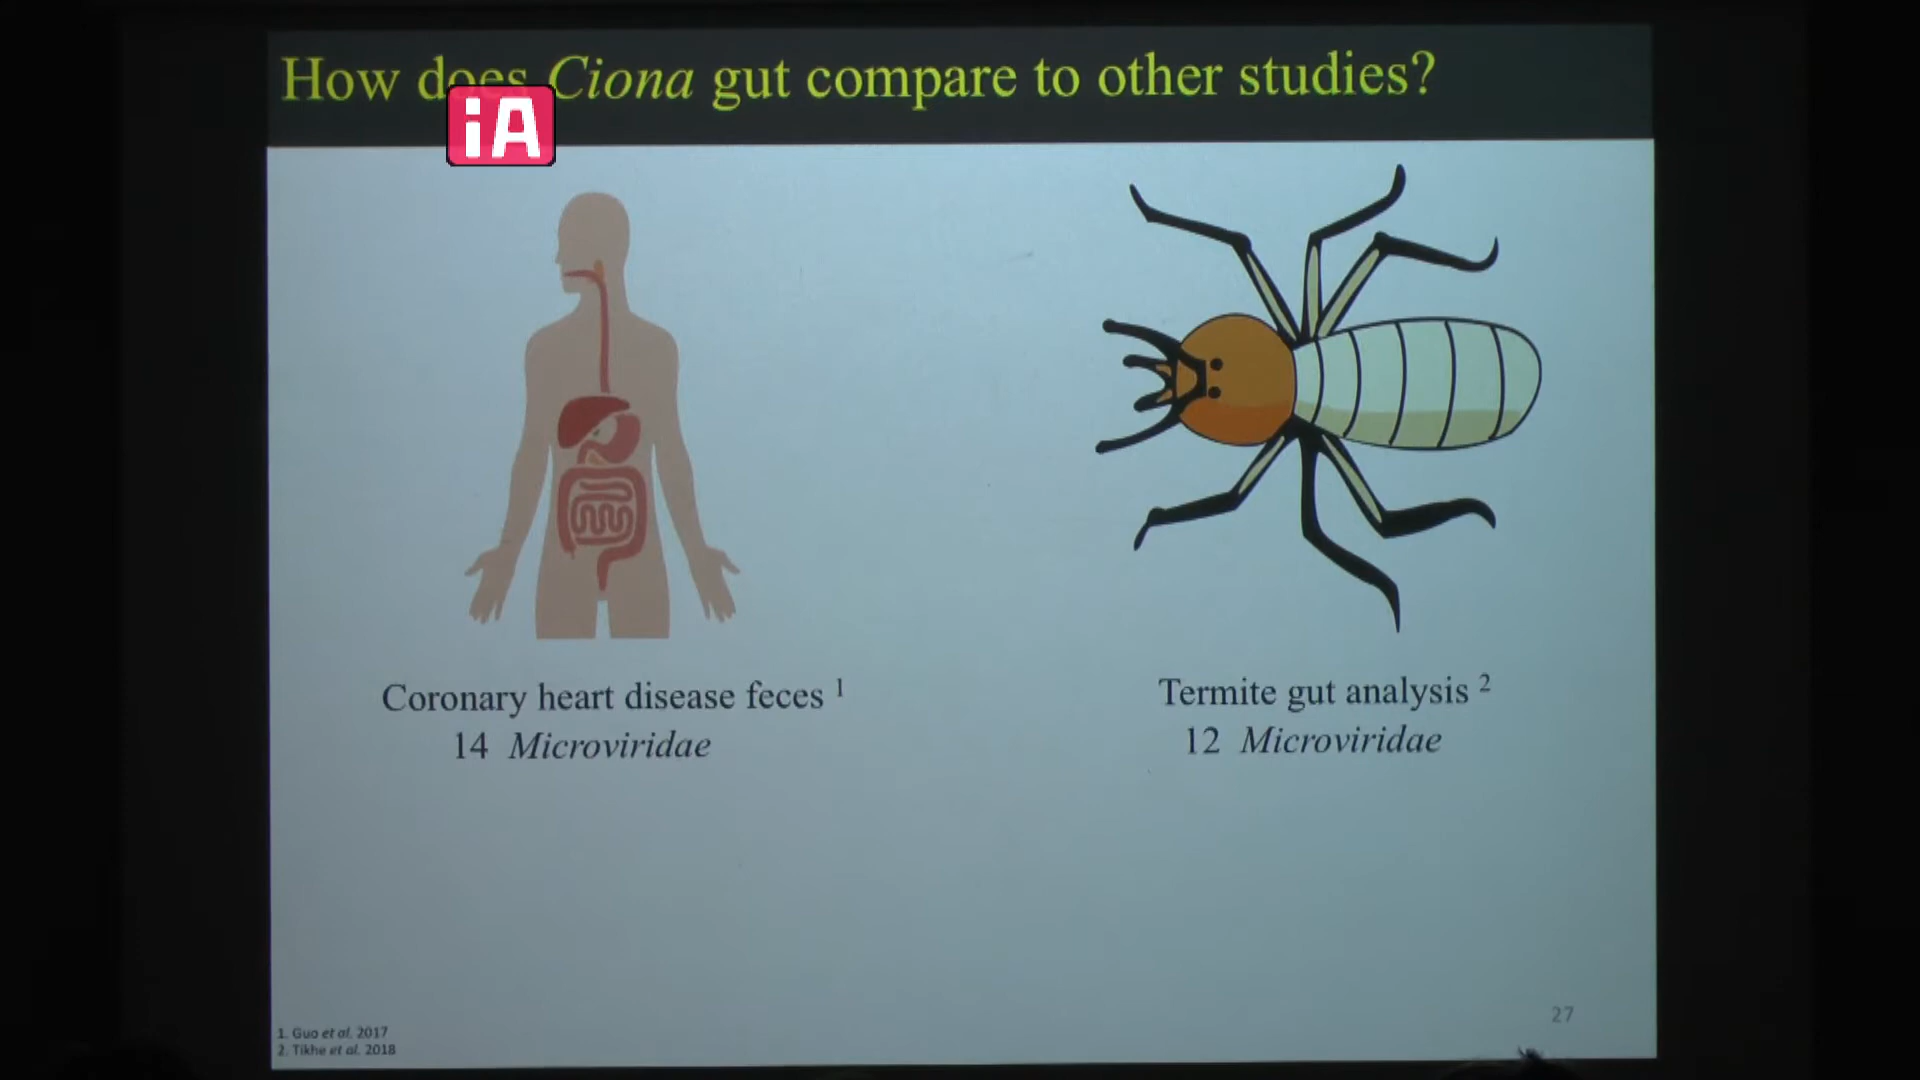 How does Ciona gut compare to other studies?
iA
Coronary heart disease feces 1
14 Microviridae
Termite gut analysis 2
12 Microviridae
1. Guo et al. 2017
2. Tikhe et al. 2018
27